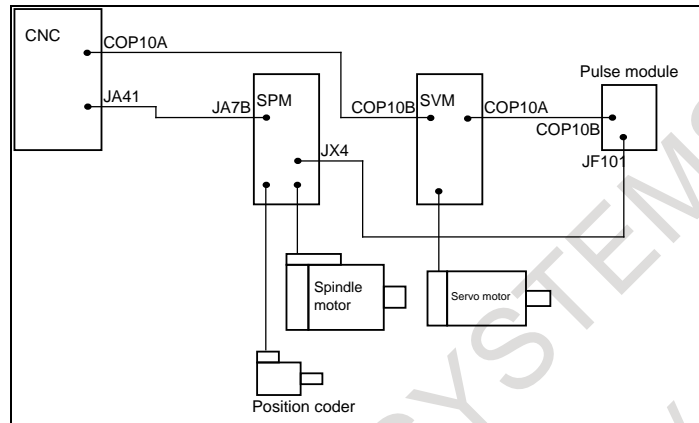 CNC
COP10A
JA41
JA7B
SPM
COP10B
SVM
COP10A
Pulse module
COP10B
JF101
JX4
Spindle
motor
Servo motor
Position coder
SYSTEMS